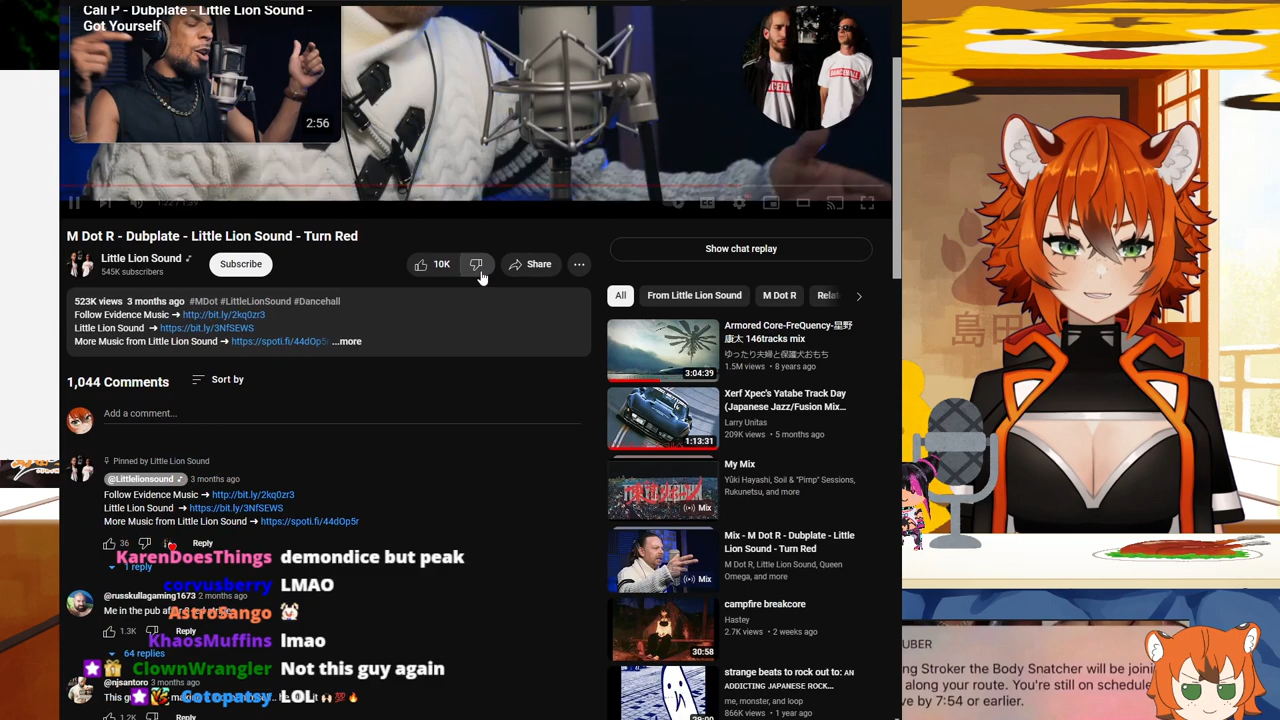 Cali P - Dubplate - Little Lion Sound -
Got Yourself
2:56
M Dot R - Dubplate - Little Lion Sound - Turn Red
Little Lion Sound
545K subscribers
Subscribe
10K
Share
523K views 3 months ago #MDot #LittleLionSound #Dancehall
Follow Evidence Music ➜ http://bit.ly/2kq0zr3
Little Lion Sound ➜ https://bit.ly/3NfSEWS
More Music from Little Lion Sound ➜ https://spoti.fi/44dOp5r ...more
1,044 Comments
Sort by
Add a comment...
Pinned by Little Lion Sound
@Littlelionsound 3 months ago
Follow Evidence Music ➜ http://bit.ly/2kq0zr3
Little Lion Sound ➜ https://bit.ly/3NfSEWS
More Music from Little Lion Sound ➜ https://spoti.fi/44dOp5r
36
Reply
1 reply
@russkullagaming1673 2 months ago
Me in the pub
1.3K
Reply
64 replies
@njsantoro 3 months ago
This
1.2K
Reply
KarenDoesThings demondice but peak
corvusberry LMAO
AstroSango
KhaosMuffins lmao
ClownWrangler Not this guy again
Cotopatsy LOL
Show chat replay
All
From Little Lion Sound
M Dot R
Relat
Armored Core-FreQuency-星野
康太 146tracks mix
ゆったり夫婦と保護犬おもち
1.5M views • 8 years ago
3:04:39
Xerf Xpec's Yatabe Track Day
(Japanese Jazz/Fusion Mix...
Larry Unitas
209K views • 5 months ago
1:13:31
My Mix
Yūki Hayashi, Soil & "Pimp" Sessions,
Rukunetsu, and more
Mix
Mix - M Dot R - Dubplate - Little
Lion Sound - Turn Red
M Dot R, Little Lion Sound, Queen
Omega, and more
Mix
campfire breakcore
Hastey
2.7K views • 2 weeks ago
30:58
strange beats to rock out to: AN
ADDICTING JAPANESE ROCK...
me, monster, and loop
866K views • 1 year ago
島田
UBER
ng Stroker the Body Snatcher will be joini
along your route. You're still on schedule
ve by 7:54 or earlier.